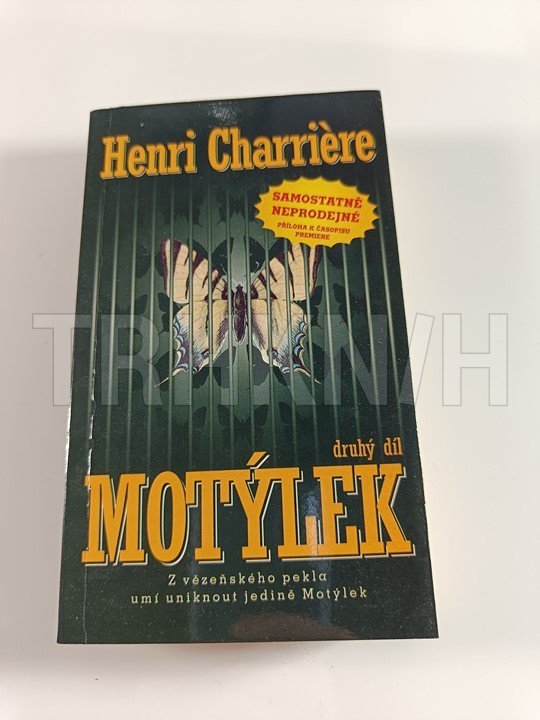 Henri Charrière
SAMOSTATNĚ
NEPRODEJNÉ
PŘÍLOHA K ČASOPISU
PREMIERE
druhý díl
MOTÝLEK
Z vězeňského pekla
umí uniknout jedině Motýlek